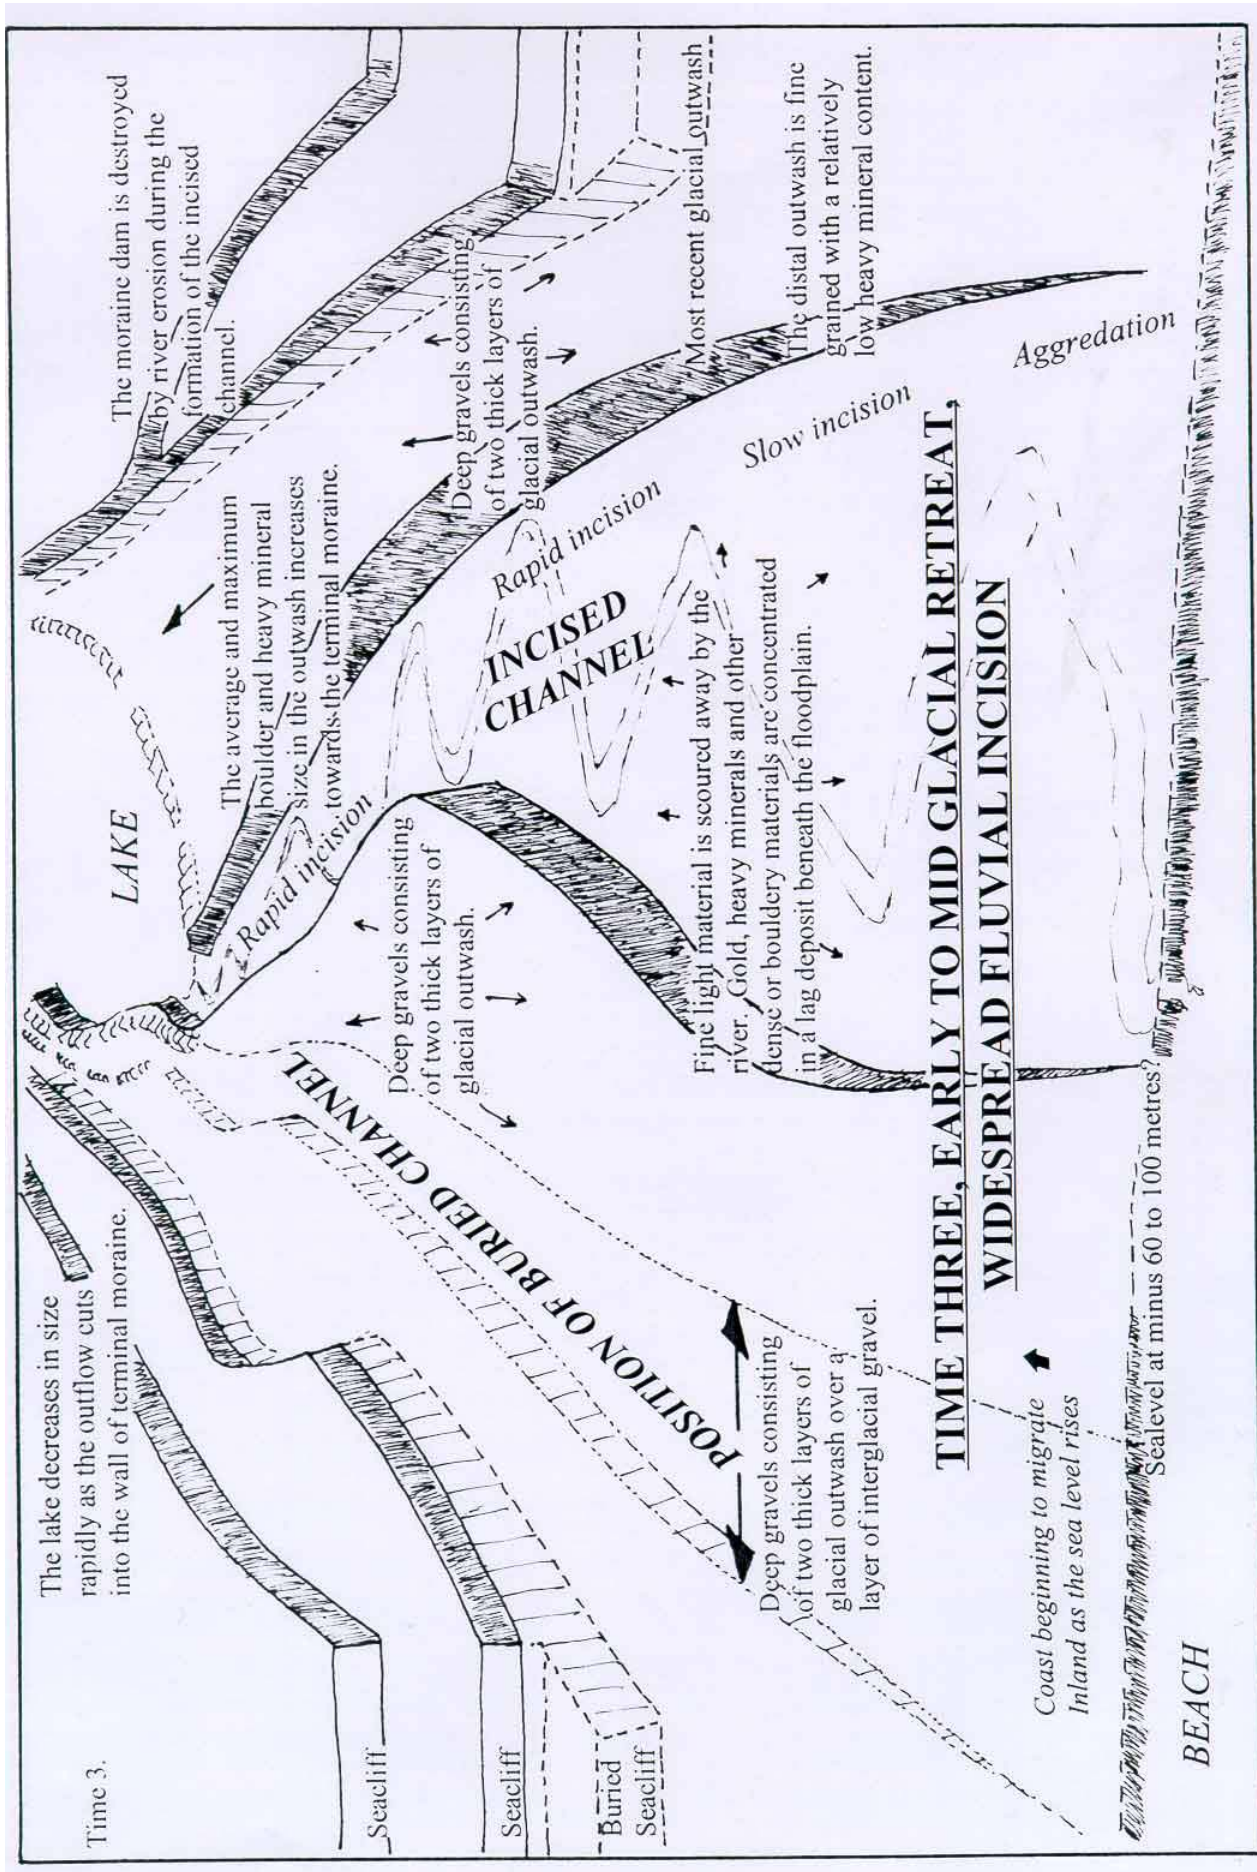 Time 3.
The lake decreases in size
rapidly as the outflow cuts
into the wall of terminal moraine.
LAKE
The moraine dam is destroyed
by river erosion during the
formation of the incised
channel.
The average and maximum
boulder and heavy mineral
size in the outwash increases
towards the terminal moraine.
Rapid incision
Seacliff
Seacliff
Buried
Seacliff
POSITION OF BURIED CHANNEL
Deep gravels consisting
of two thick layers of
glacial outwash.
INCISED
CHANNEL
Rapid incision
Deep gravels consisting
of two thick layers of
glacial outwash.
Most recent glacial outwash
Slow incision
The distal outwash is fine
grained with a relatively
low heavy mineral content.
Aggredation
Fine light material is scoured away by the
river. Gold, heavy minerals and other
dense or bouldery materials are concentrated
in a lag deposit beneath the floodplain.
Deep gravels consisting
of two thick layers of
glacial outwash over a
layer of interglacial gravel.
TIME THREE, EARLY TO MID GLACIAL RETREAT,
WIDESPREAD FLUVIAL INCISION
Coast beginning to migrate
Inland as the sea level rises
Sealevel at minus 60 to 100 metres?
BEACH